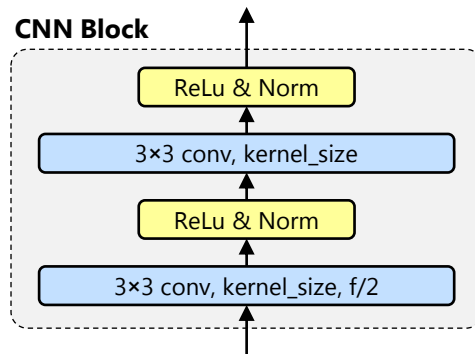 CNN Block
ReLu & Norm
3×3 conv, kernel_size
ReLu & Norm
3×3 conv, kernel_size, f/2